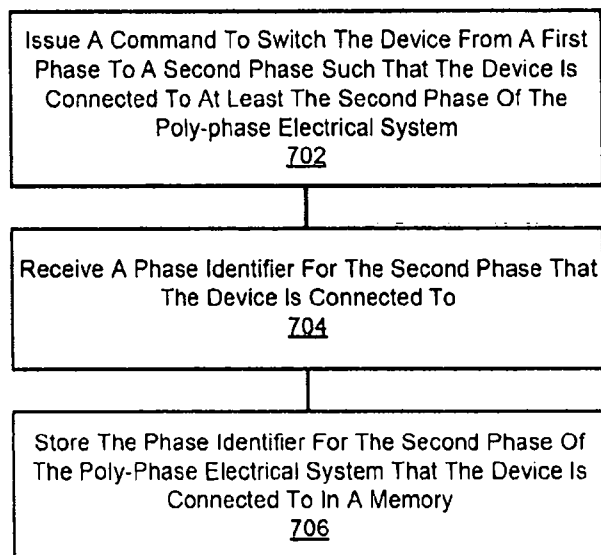 Issue A Command To Switch The Device From A First
Phase To A Second Phase Such That The Device Is
Connected To At Least The Second Phase Of The
Poly-phase Electrical System
702
Receive A Phase Identifier For The Second Phase That
The Device Is Connected To
704
Store The Phase Identifier For The Second Phase Of
The Poly-Phase Electrical System That The Device Is
Connected To In A Memory
706